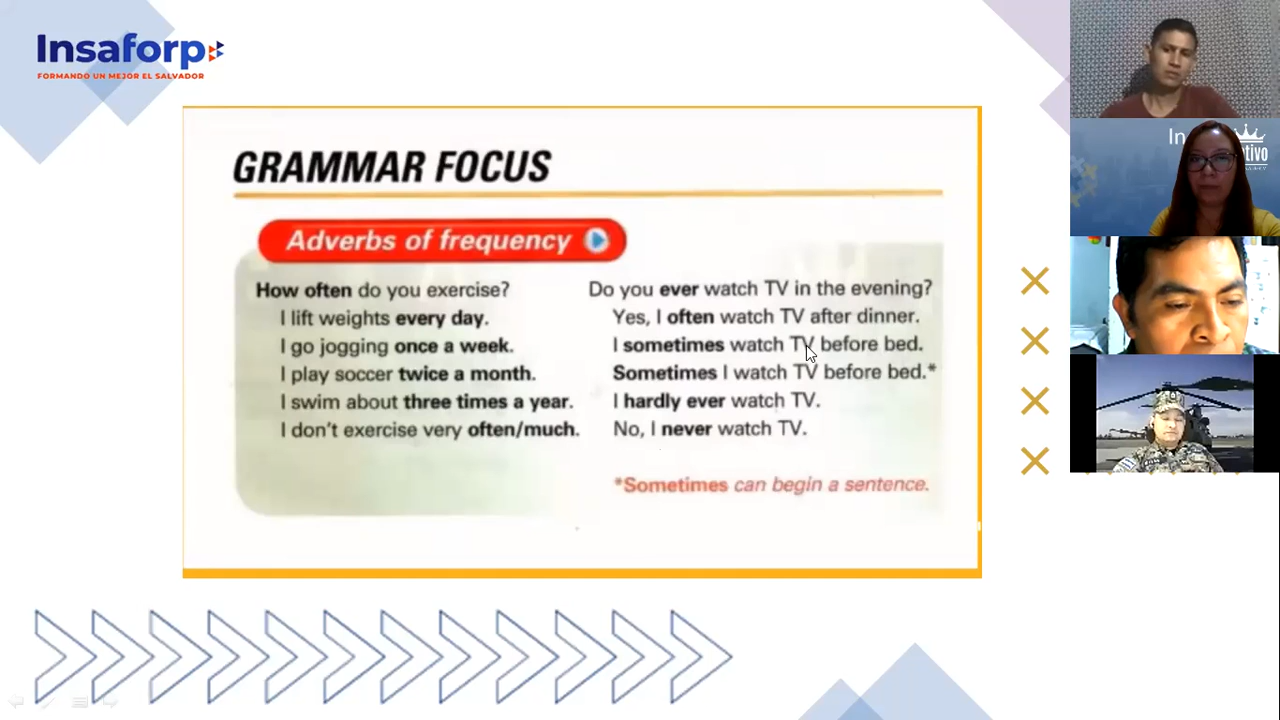 Insaforp
FORMANDO UN MEJOR EL SALVADOR
GRAMMAR FOCUS
Adverbs of frequency
How often do you exercise?
I lift weights every day.
I go jogging once a week.
I play soccer twice a month.
I swim about three times a year.
I don't exercise very often/much.
Do you ever watch TV in the evening?
Yes, I often watch TV after dinner.
I sometimes watch TV before bed.
Sometimes I watch TV before bed.*
I hardly ever watch TV.
No, I never watch TV.
*Sometimes can begin a sentence.
In
tivo